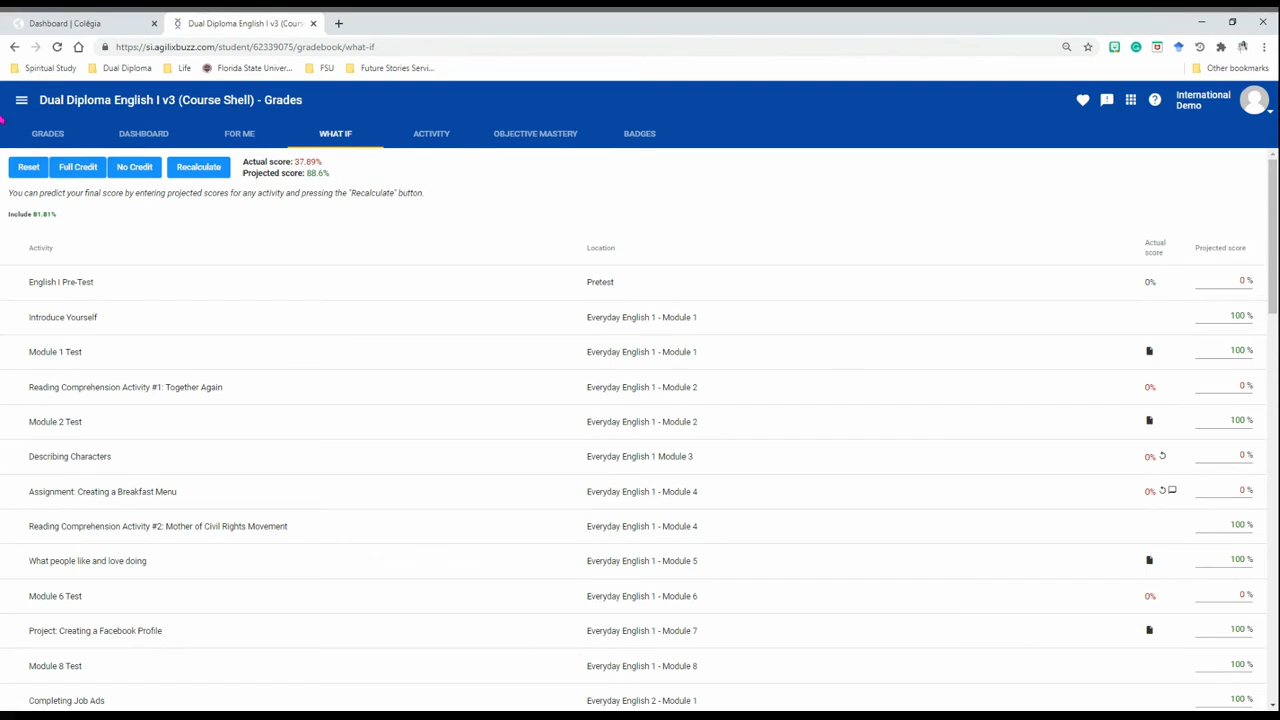 Dashboard | Colégia
Dual Diploma English I v3 (Cours
https://si.agilixbuzz.com/student/62339075/gradebook/what-if
Spiritual Study Dual Diploma Life Florida State Univer... FSU Future Stories Servi... Other bookmarks
Dual Diploma English I v3 (Course Shell) - Grades
International
Demo
GRADES DASHBOARD FOR ME WHAT IF ACTIVITY OBJECTIVE MASTERY BADGES
Reset Full Credit No Credit Recalculate
Actual score: 37.89%
Projected score: 88.6%
You can predict your final score by entering projected scores for any activity and pressing the "Recalculate" button.
Include 81.81%
Activity Location Actual score Projected score
English I Pre-Test Pretest 0% 0 %
Introduce Yourself Everyday English 1 - Module 1 100 %
Module 1 Test Everyday English 1 - Module 1 100 %
Reading Comprehension Activity #1: Together Again Everyday English 1 - Module 2 0% 0 %
Module 2 Test Everyday English 1 - Module 2 100 %
Describing Characters Everyday English 1 Module 3 0% 0 %
Assignment: Creating a Breakfast Menu Everyday English 1 - Module 4 0% 0 %
Reading Comprehension Activity #2: Mother of Civil Rights Movement Everyday English 1 - Module 4 100 %
What people like and love doing Everyday English 1 - Module 5 100 %
Module 6 Test Everyday English 1 - Module 6 0% 0 %
Project: Creating a Facebook Profile Everyday English 1 - Module 7 100 %
Module 8 Test Everyday English 1 - Module 8 100 %
Completing Job Ads Everyday English 2 - Module 1 100 %